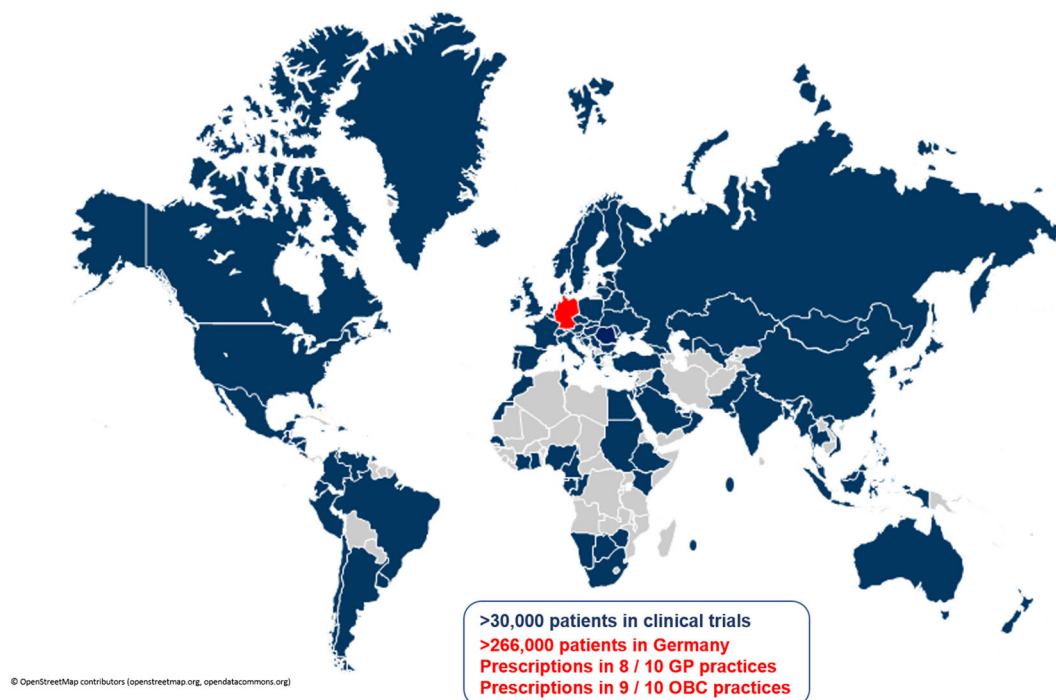 >30,000 patients in clinical trials
>266,000 patients in Germany
Prescriptions in 8 / 10 GP practices
Prescriptions in 9 / 10 OBC practices
© OpenStreetMap contributors (openstreetmap.org, opendatacommons.org)